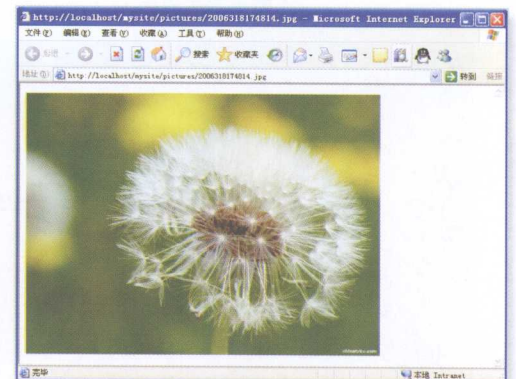 http://localhost/mysite/pictures/2006318174814.jpg - Microsoft Internet Explorer
文件(F) 编辑(E) 查看(V) 收藏(A) 工具(T) 帮助(H)
后退 搜索 收藏夹
地址(D) http://localhost/mysite/pictures/2006318174814.jpg 转到 链接
完毕 本地 Intranet